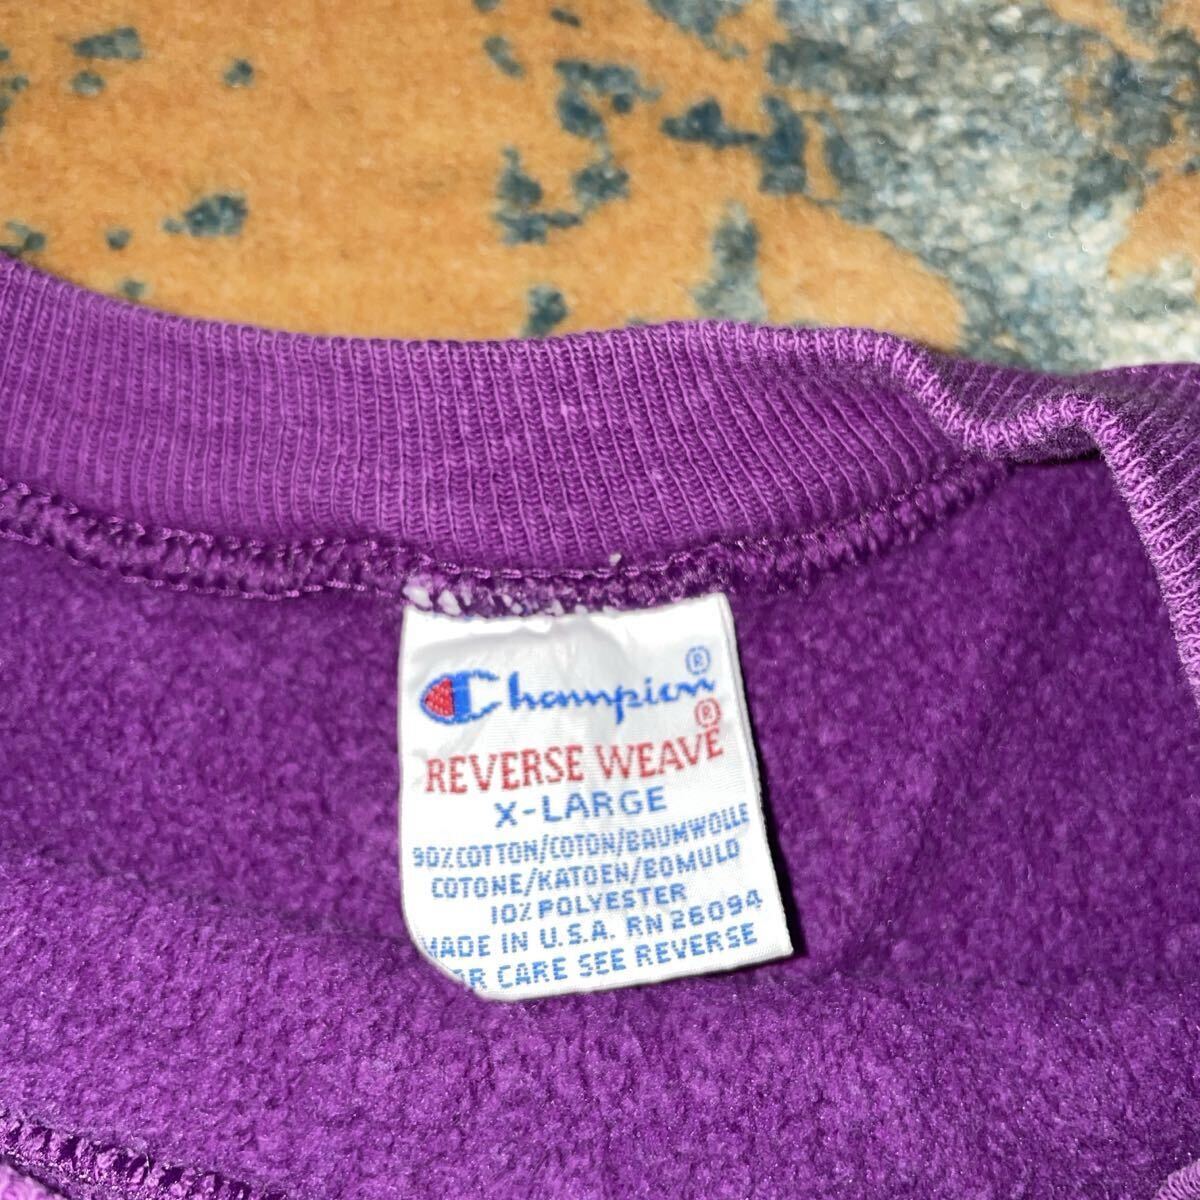 Champion®
REVERSE WEAVE®
X-LARGE
90% COTTON/COTON/BAUMWOLLE
COTONE/KATOEN/BOMULD
10% POLYESTER
MADE IN U.S.A. RN 26094
R CARE SEE REVERSE